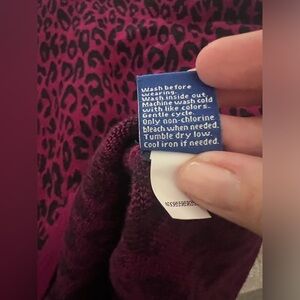 Wash before
wearing.
Wash inside out.
Machine wash cold
with like colors.
Gentle cycle.
Only non-chlorine
bleach when needed.
Tumble dry low.
Cool iron if needed.